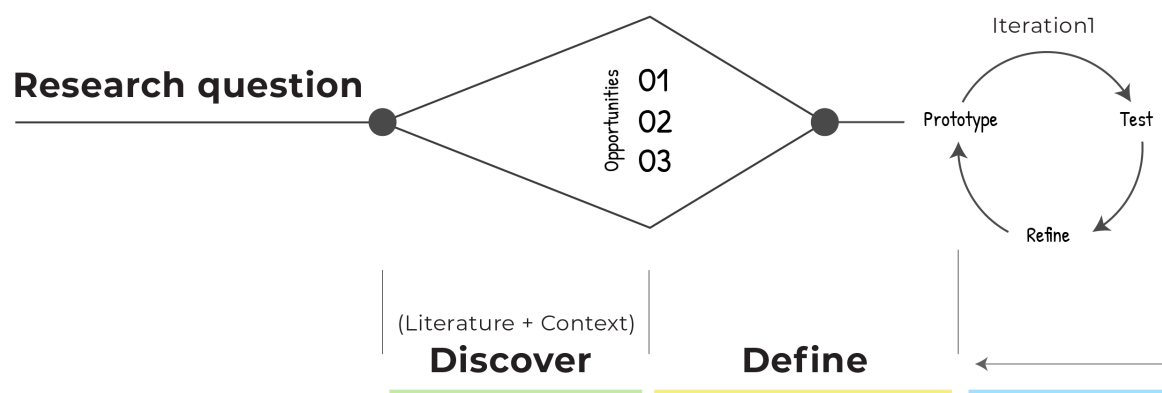 Research question
Opportunities
01
02
03
Iteration1
Prototype
Test
Refine
(Literature + Context)
Discover
Define